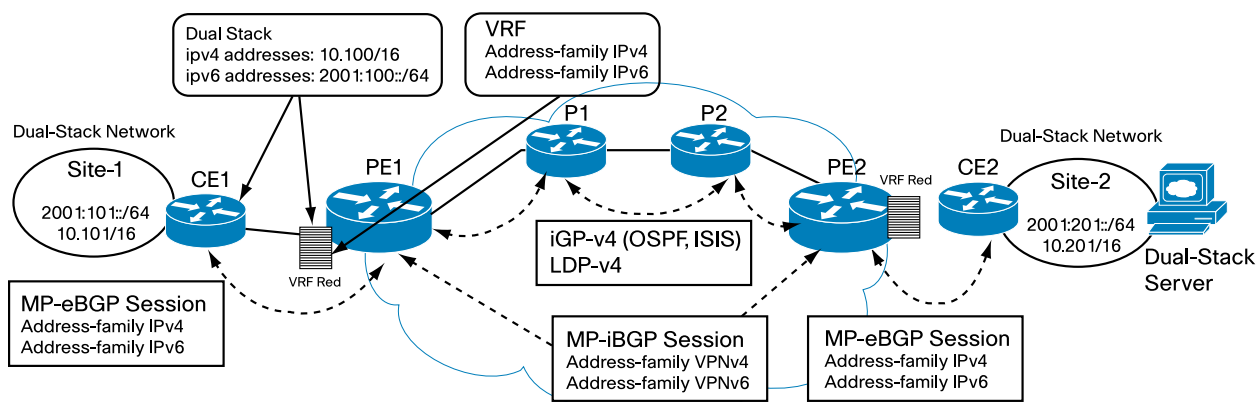 Dual Stack
ipv4 addresses: 10.100/16
ipv6 addresses: 2001:100::/64
VRF
Address-family IPv4
Address-family IPv6
P1
P2
Dual-Stack Network
Site-1
2001:101::/64
10.101/16
CE1
VRF Red
PE1
PE2
VRF Red
CE2
Dual-Stack Network
Site-2
2001:201::/64
10.201/16
Dual-Stack
Server
iGP-v4 (OSPF, ISIS)
LDP-v4
MP-eBGP Session
Address-family IPv4
Address-family IPv6
MP-iBGP Session
Address-family VPNv4
Address-family VPNv6
MP-eBGP Session
Address-family IPv4
Address-family IPv6